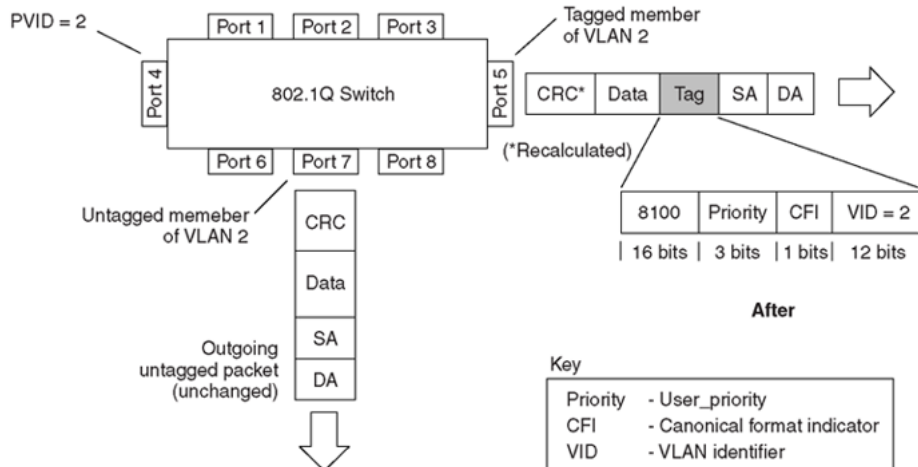 PVID = 2
Port 1
Port 2
Port 3
Tagged member
of VLAN 2
Port 4
802.1Q Switch
Port 5
CRC*
Data
Tag
SA
DA
(*Recalculated)
Port 6
Port 7
Port 8
Untagged memeber
of VLAN 2
8100
Priority
CFI
VID = 2
16 bits
3 bits
1 bits
12 bits
After
CRC
Data
SA
DA
Outgoing
untagged packet
(unchanged)
Key
Priority - User_priority
CFI - Canonical format indicator
VID - VLAN identifier